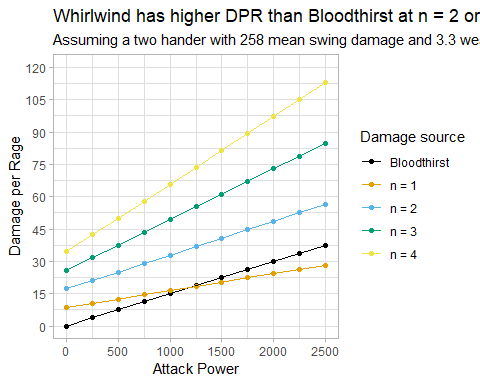 Whirlwind has higher DPR than Bloodthirst at n = 2 or
Assuming a two hander with 258 mean swing damage and 3.3
Damage per Rage
120
105
90
75
60
45
30
15
0
0 500 1000 1500 2000 2500
Attack Power
Damage source
Bloodthirst
n = 1
n = 2
n = 3
n = 4